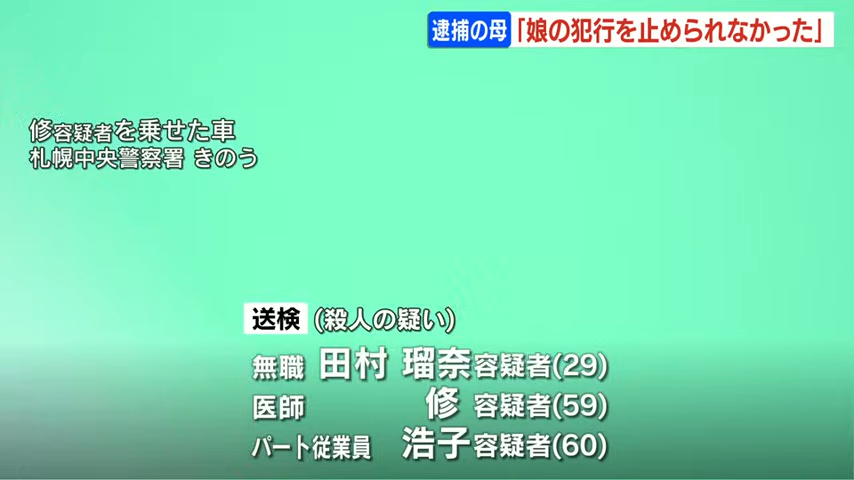 逮捕の母 「娘の犯行を止められなかった」
修容疑者を乗せた車
札幌中央警察署 きのう
送検 (殺人の疑い)
無職 田村 瑠奈容疑者(29)
医師 修 容疑者(59)
パート従業員 浩子容疑者(60)